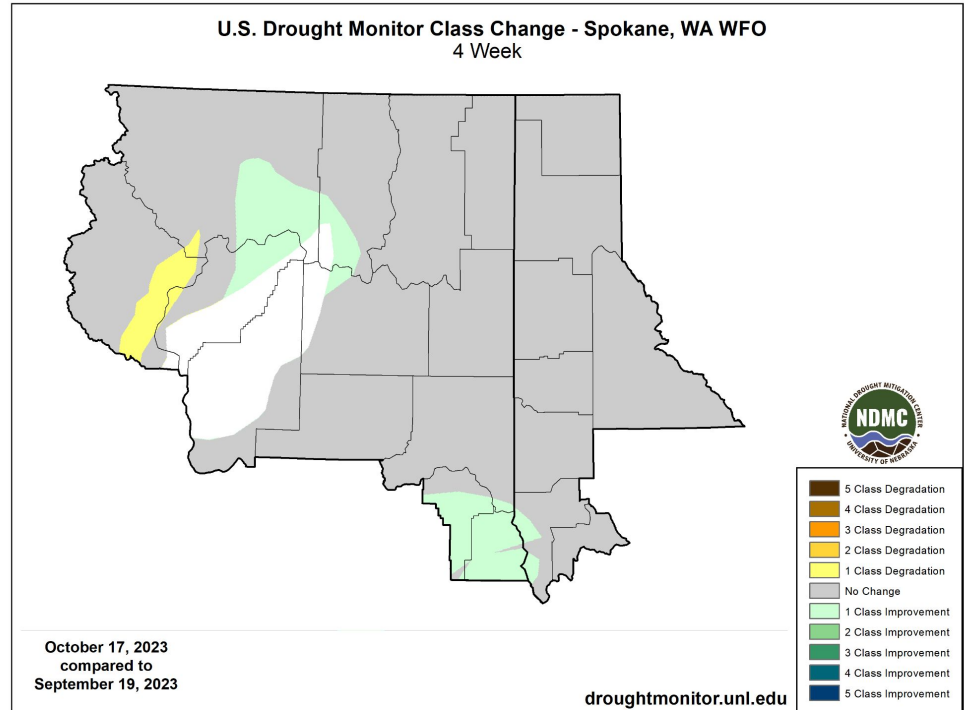 U.S. Drought Monitor Class Change - Spokane, WA WFO
4 Week
NATIONAL DROUGHT MITIGATION CENTER
NDMC
UNIVERSITY OF NEBRASKA
5 Class Degradation
4 Class Degradation
3 Class Degradation
2 Class Degradation
1 Class Degradation
No Change
1 Class Improvement
2 Class Improvement
3 Class Improvement
4 Class Improvement
5 Class Improvement
October 17, 2023
compared to
September 19, 2023
droughtmonitor.unl.edu